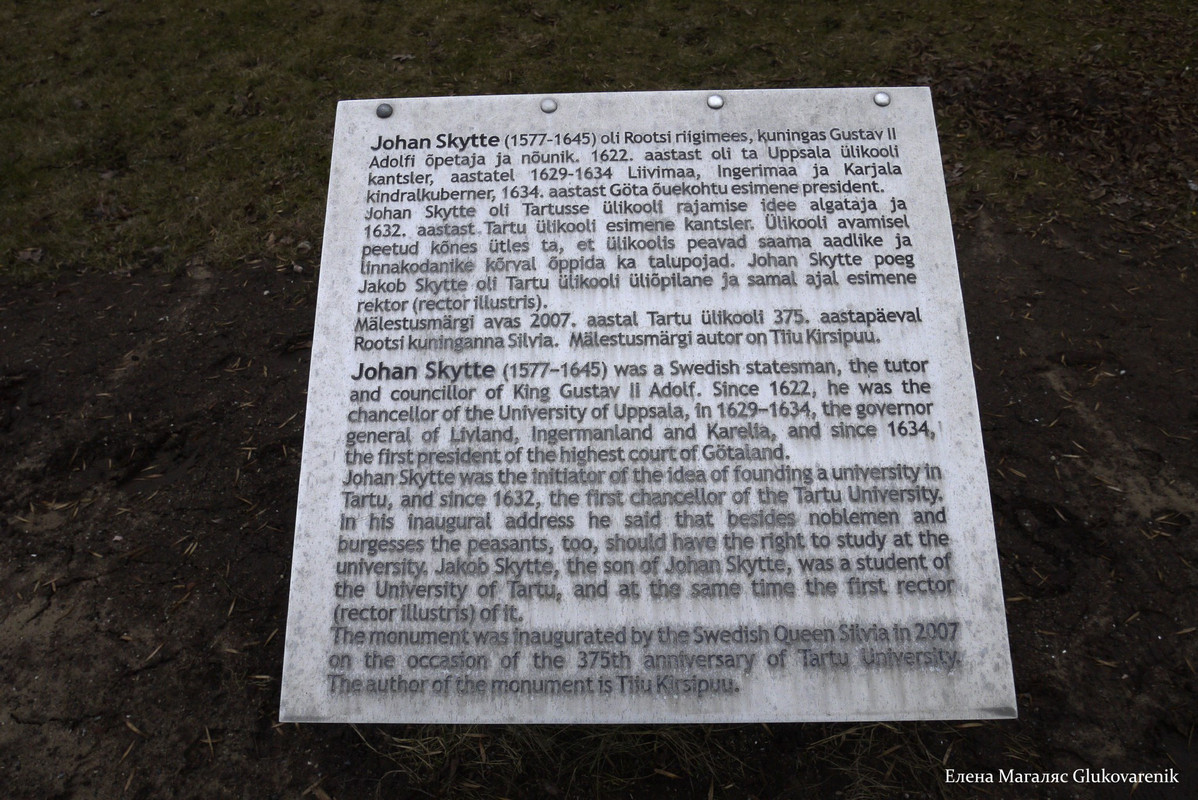 Johan Skytte (1577-1645) oli Rootsi riigimees, kuningas Gustav II
Adolfi õpetaja ja nõunik. 1622. aastast oli ta Uppsala ülikooli
kantsler, aastatel 1629-1634 Liivimaa, Ingerimaa ja Karjala
kindralkuberner, 1634. aastast Göta õuekohtu esimene president.
Johan Skytte oli Tartusse ülikooli rajamise idee algataja ja
1632. aastast Tartu ülikooli esimene kantsler. Ülikooli avamisel
peetud kõnes ütles ta, et ülikoolis peavad saama aadlike ja
linnakodanike kõrval õppida ka talupojad. Johan Skytte poeg
Jakob Skytte oli Tartu ülikooli üliõpilane ja samal ajal esimene
rektor (rector illustris).
Mälestusmärgi avas 2007. aastal Tartu ülikooli 375. aastapäeval
Rootsi kuninganna Silvia. Mälestusmärgi autor on Tiiu Kirsipuu.
Johan Skytte (1577–1645) was a Swedish statesman, the tutor
and councillor of King Gustav II Adolf. Since 1622, he was the
chancellor of the University of Uppsala, in 1629–1634, the governor
general of Livland, Ingermanland and Karelia, and since 1634,
the first president of the highest court of Götaland.
Johan Skytte was the initiator of the idea of founding a university in
Tartu, and since 1632, the first chancellor of the Tartu University.
In his inaugural address he said that besides noblemen and
burgesses the peasants, too, should have the right to study at the
university. Jakob Skytte, the son of Johan Skytte, was a student of
the University of Tartu, and at the same time the first rector
(rector illustris) of it.
The monument was inaugurated by the Swedish Queen Silvia in 2007
on the occasion of the 375th anniversary of Tartu University.
The author of the monument is Tiiu Kirsipuu.
Елена Магаляс Glukovarenik